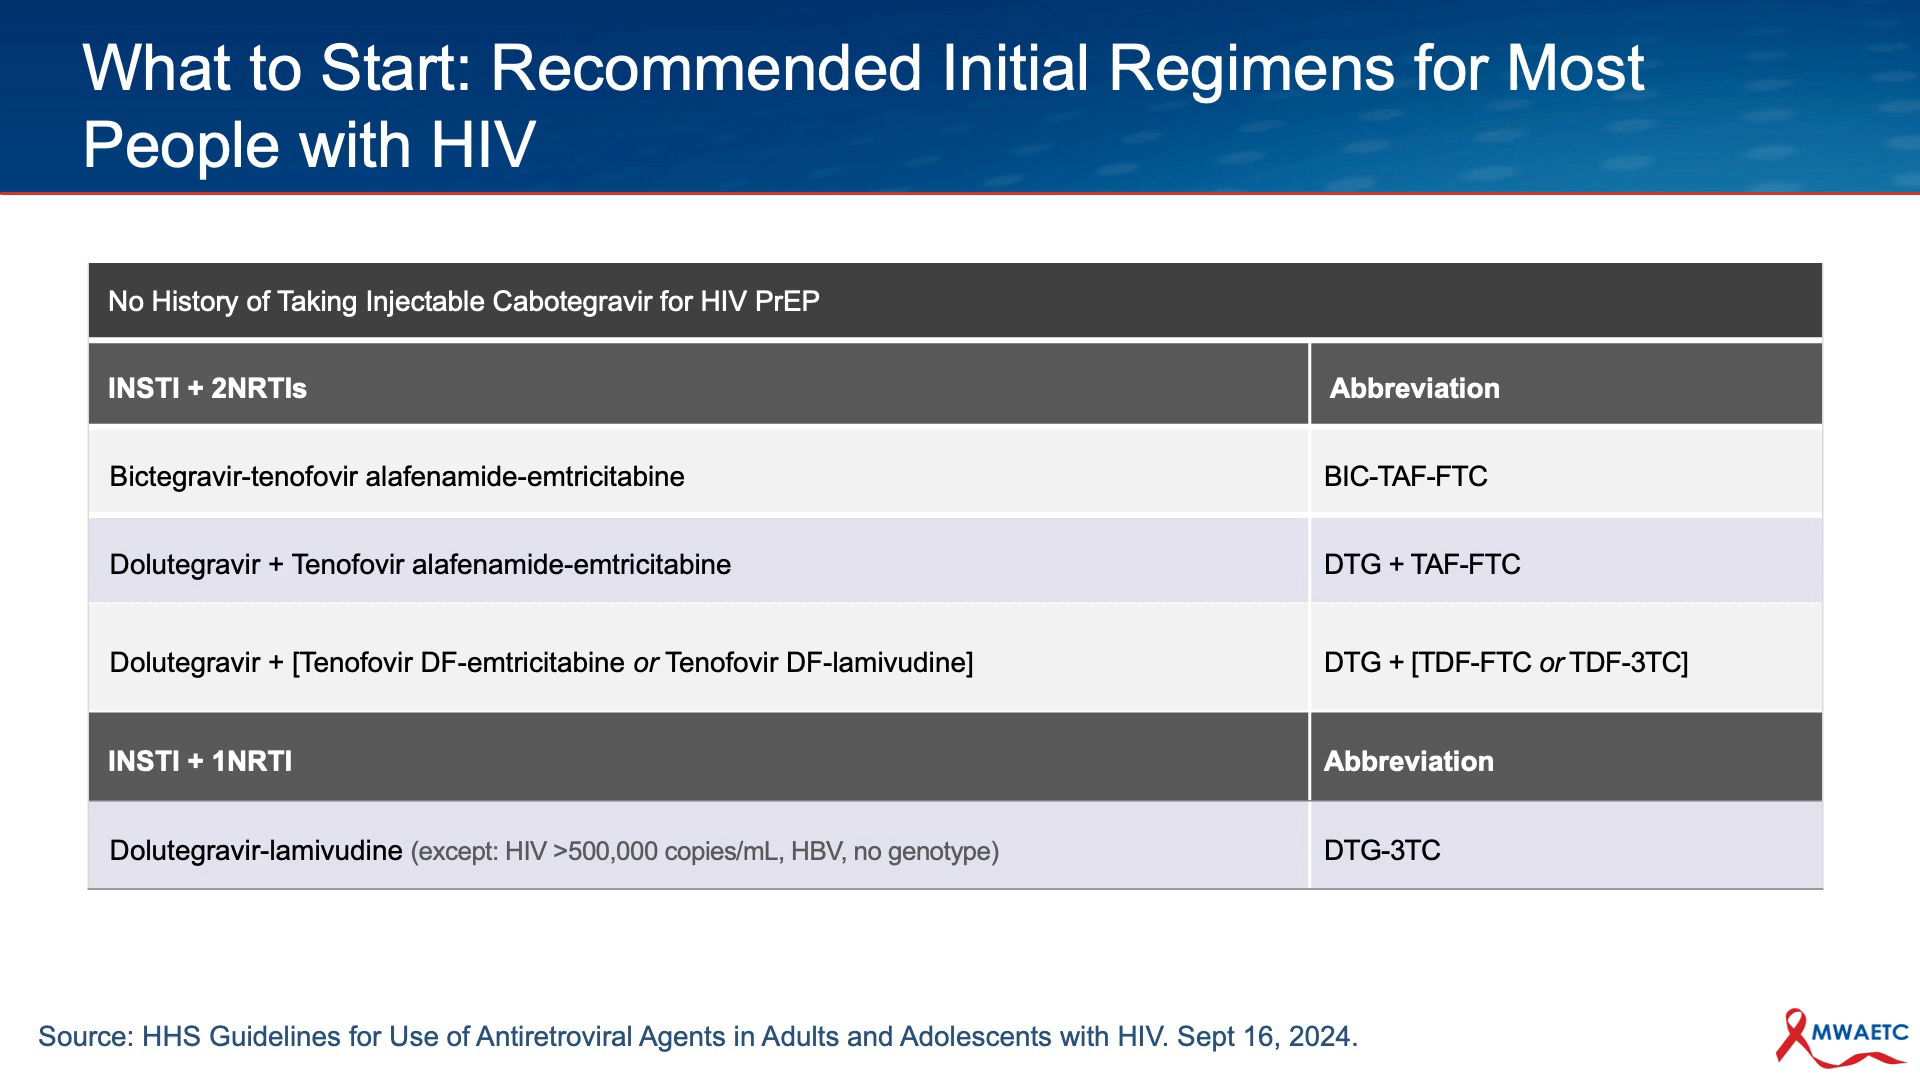 What to Start: Recommended Initial Regimens for Most
People with HIV
No History of Taking Injectable Cabotegravir for HIV PrEP
INSTI + 2NRTIs
Abbreviation
Bictegravir-tenofovir alafenamide-emtricitabine
BIC-TAF-FTC
Dolutegravir + Tenofovir alafenamide-emtricitabine
DTG + TAF-FTC
Dolutegravir + [Tenofovir DF-emtricitabine or Tenofovir DF-lamivudine]
DTG + [TDF-FTC or TDF-3TC]
INSTI + 1NRTI
Abbreviation
Dolutegravir-lamivudine (except: HIV >500,000 copies/mL, HBV, no genotype)
DTG-3TC
Source: HHS Guidelines for Use of Antiretroviral Agents in Adults and Adolescents with HIV. Sept 16, 2024.
MWAETC